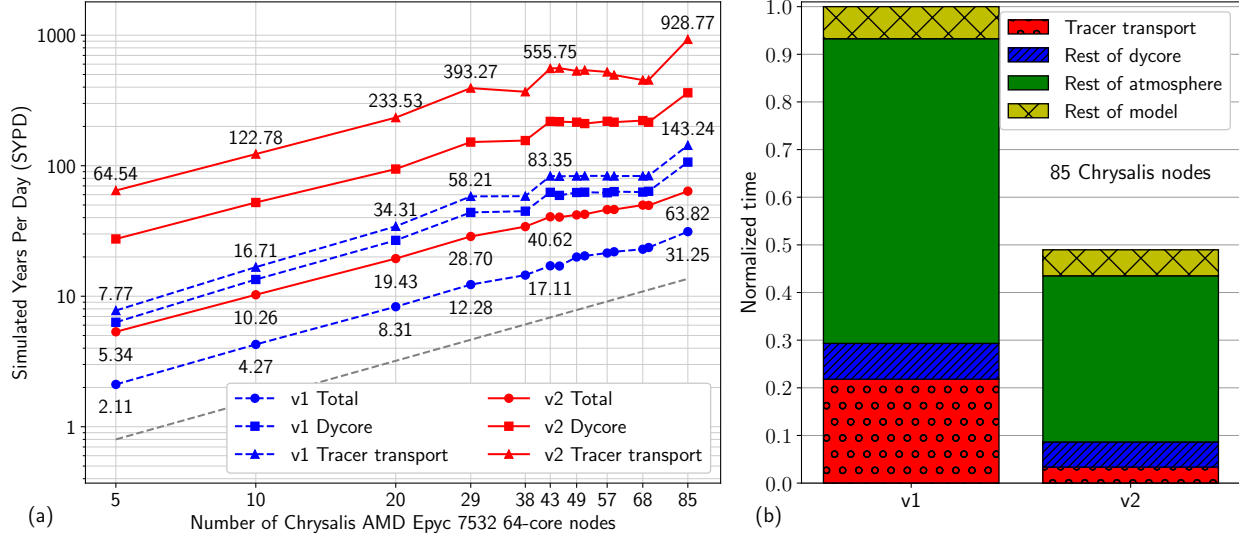 Simulated Years Per Day (SYPD)
1000
100
10
1
928.77
555.75
393.27
233.53
122.78
64.54
143.24
83.35
58.21
34.31
16.71
7.77
63.82
40.62
28.70
19.43
10.26
5.34
31.25
17.11
12.28
8.31
4.27
2.11
v1 Total
v1 Dycore
v1 Tracer transport
v2 Total
v2 Dycore
v2 Tracer transport
5 10 20 29 38 43 49 57 68 85
(a) Number of Chrysalis AMD Epyc 7532 64-core nodes
Normalized time
1.0
0.9
0.8
0.7
0.6
0.5
0.4
0.3
0.2
0.1
0.0
Tracer transport
Rest of dycore
Rest of atmosphere
Rest of model
85 Chrysalis nodes
v1 v2
(b)